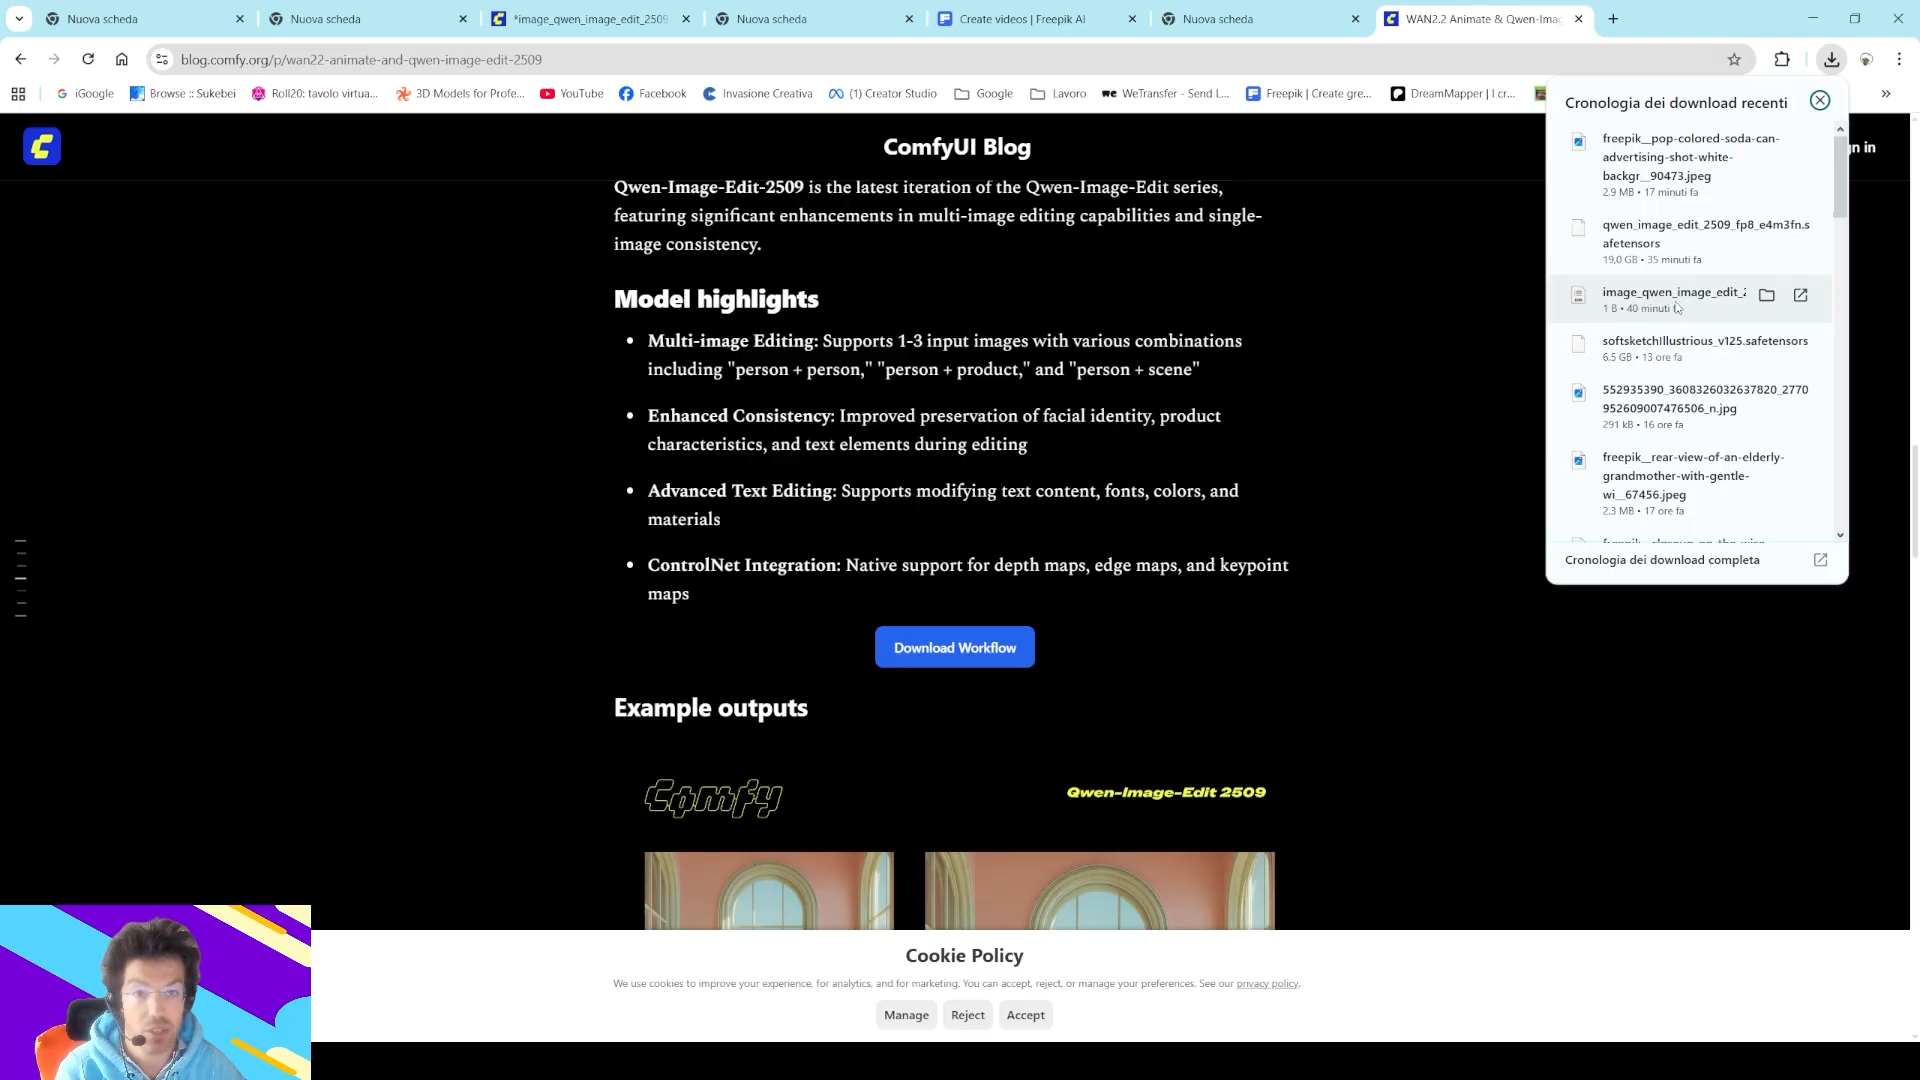 Nuova scheda
Nuova scheda
*image_qwen_image_edit_2509
Nuova scheda
Create videos | Freepik AI
Nuova scheda
WAN2.2 Animate & Qwen-Imag
blog.comfy.org/p/wan22-animate-and-qwen-image-edit-2509
iGoogle
Browse :: Sukebei
Roll20: tavolo virtua...
3D Models for Profe...
YouTube
Facebook
Invasione Creativa
(1) Creator Studio
Google
Lavoro
WeTransfer - Send L...
Freepik | Create gre...
DreamMapper | I cr...
ComfyUI Blog
gn in
Qwen-Image-Edit-2509 is the latest iteration of the Qwen-Image-Edit series,
featuring significant enhancements in multi-image editing capabilities and single-
image consistency.
Model highlights
• Multi-image Editing: Supports 1-3 input images with various combinations
including "person + person," "person + product," and "person + scene"
• Enhanced Consistency: Improved preservation of facial identity, product
characteristics, and text elements during editing
• Advanced Text Editing: Supports modifying text content, fonts, colors, and
materials
• ControlNet Integration: Native support for depth maps, edge maps, and keypoint
maps
Download Workflow
Example outputs
Comfy
Qwen-Image-Edit 2509
Cronologia dei download recenti
freepik__pop-colored-soda-can-
advertising-shot-white-
backgr__90473.jpeg
2.9 MB • 17 minuti fa
qwen_image_edit_2509_fp8_e4m3fn.s
afetensors
19,0 GB • 35 minuti fa
image_qwen_image_edit_2
1 B • 40 minuti
softsketchIllustrious_v125.safetensors
6.5 GB • 13 ore fa
552935390_3608326032637820_2770
952609007476506_n.jpg
291 kB • 16 ore fa
freepik__rear-view-of-an-elderly-
grandmother-with-gentle-
wi__67456.jpeg
2.3 MB • 17 ore fa
Cronologia dei download completa
Cookie Policy
We use cookies to improve your experience, for analytics, and for marketing. You can accept, reject, or manage your preferences. See our privacy policy.
Manage
Reject
Accept